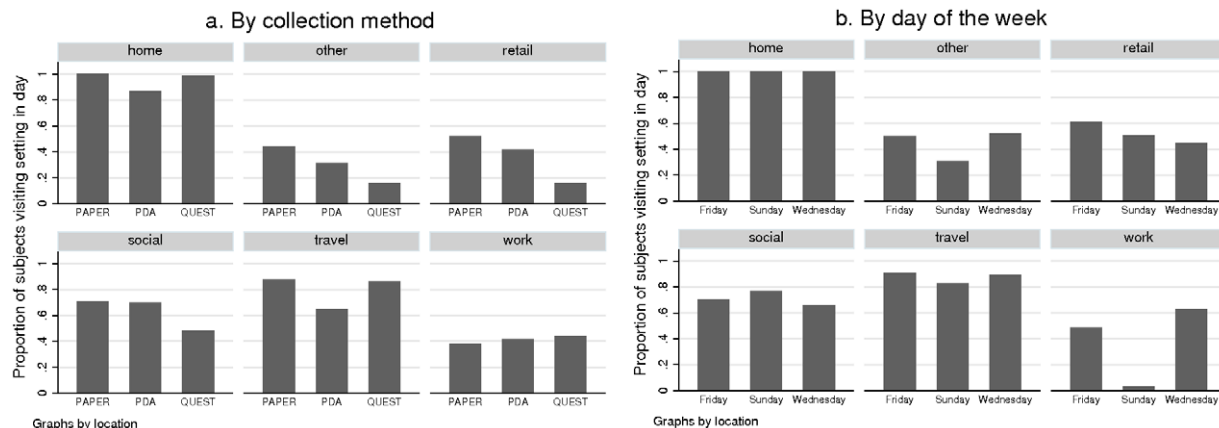 a. By collection method
home other retail
Proportion of subjects visiting setting in day
1
.8
.6
.4
.2
0
PAPER PDA QUEST PAPER PDA QUEST PAPER PDA QUEST
social travel work
1
.8
.6
.4
.2
0
PAPER PDA QUEST PAPER PDA QUEST PAPER PDA QUEST
Graphs by location
b. By day of the week
home other retail
Proportion of subjects visiting setting in day
1
.8
.6
.4
.2
0
Friday Sunday Wednesday Friday Sunday Wednesday Friday Sunday Wednesday
social travel work
1
.8
.6
.4
.2
0
Friday Sunday Wednesday Friday Sunday Wednesday Friday Sunday Wednesday
Graphs by location